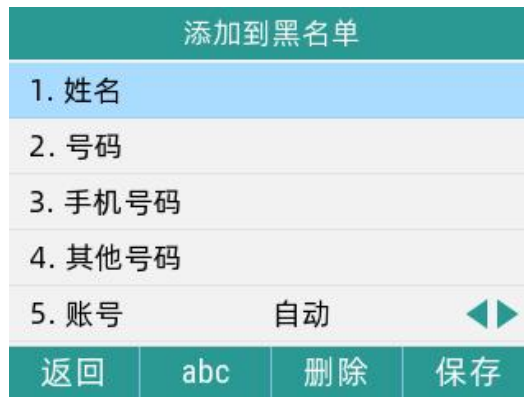 添加到黑名单
1. 姓名
2. 号码
3. 手机号码
4. 其他号码
5. 账号 自动
返回 abc 删除 保存